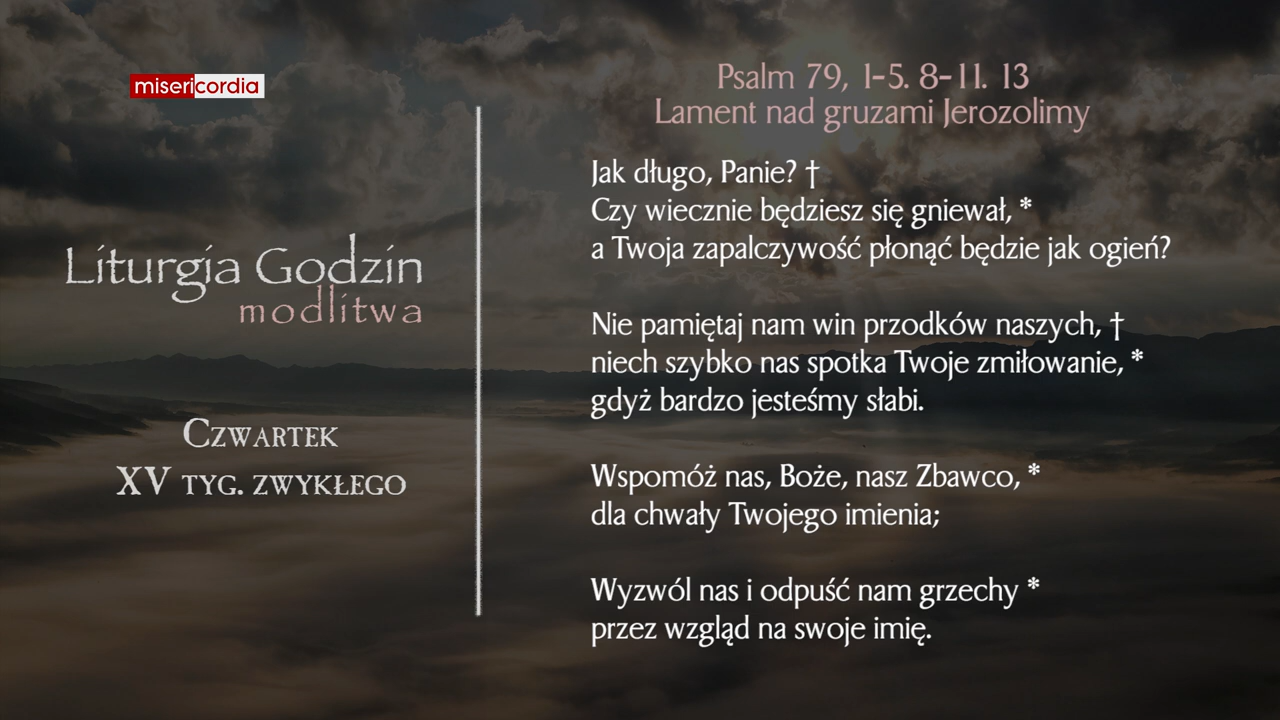 misericordia
Liturgia Godzin
modlitwa
Czwartek
XV tyg. zwykłego
Psalm 79, 1-5. 8-11. 13
Lament nad gruzami Jerozolimy
Jak długo, Panie? †
Czy wiecznie będziesz się gniewał, *
a Twoja zapalczywość płonąć będzie jak ogień?
Nie pamiętaj nam win przodków naszych, †
niech szybko nas spotka Twoje zmiłowanie, *
gdyż bardzo jesteśmy słabi.
Wspomóż nas, Boże, nasz Zbawco, *
dla chwały Twojego imienia;
Wyzwól nas i odpuść nam grzechy *
przez wzgląd na swoje imię.